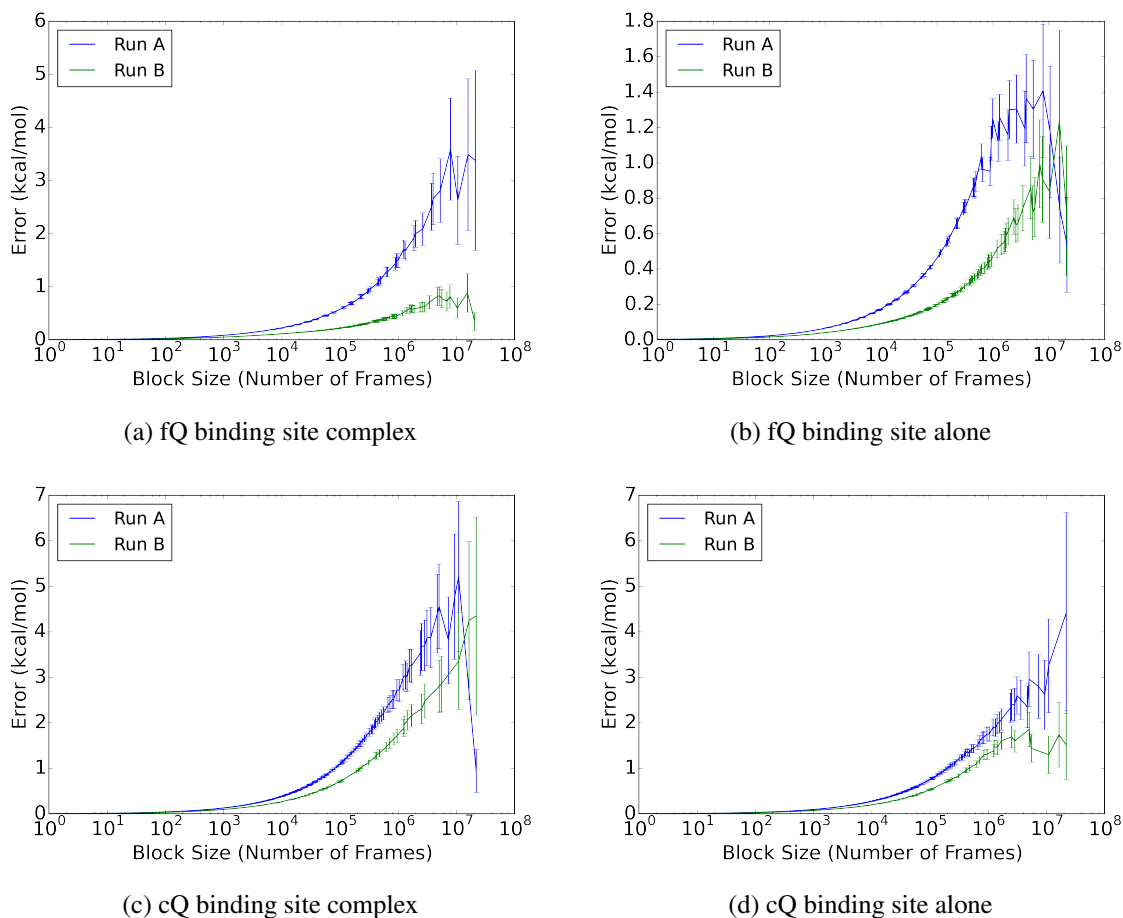 6
5
4
3
2
1
0
Error (kcal/mol)
Run A
Run B
10^0 10^1 10^2 10^3 10^4 10^5 10^6 10^7 10^8
Block Size (Number of Frames)
(a) fQ binding site complex
1.8
1.6
1.4
1.2
1.0
0.8
0.6
0.4
0.2
0.0
Error (kcal/mol)
Run A
Run B
10^0 10^1 10^2 10^3 10^4 10^5 10^6 10^7 10^8
Block Size (Number of Frames)
(b) fQ binding site alone
7
6
5
4
3
2
1
0
Error (kcal/mol)
Run A
Run B
10^0 10^1 10^2 10^3 10^4 10^5 10^6 10^7 10^8
Block Size (Number of Frames)
(c) cQ binding site complex
7
6
5
4
3
2
1
0
Error (kcal/mol)
Run A
Run B
10^0 10^1 10^2 10^3 10^4 10^5 10^6 10^7 10^8
Block Size (Number of Frames)
(d) cQ binding site alone